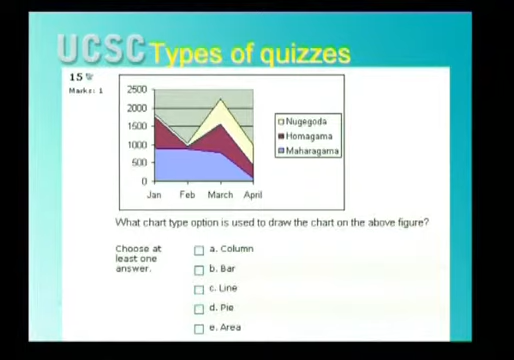 UCSC Types of quizzes
15
Marks: 1
2500
2000
1500
1000
500
0
Jan Feb March April
Nugegoda
Homagama
Maharagama
What chart type option is used to draw the chart on the above figure?
Choose at
least one
answer.
a. Column
b. Bar
c. Line
d. Pie
e. Area